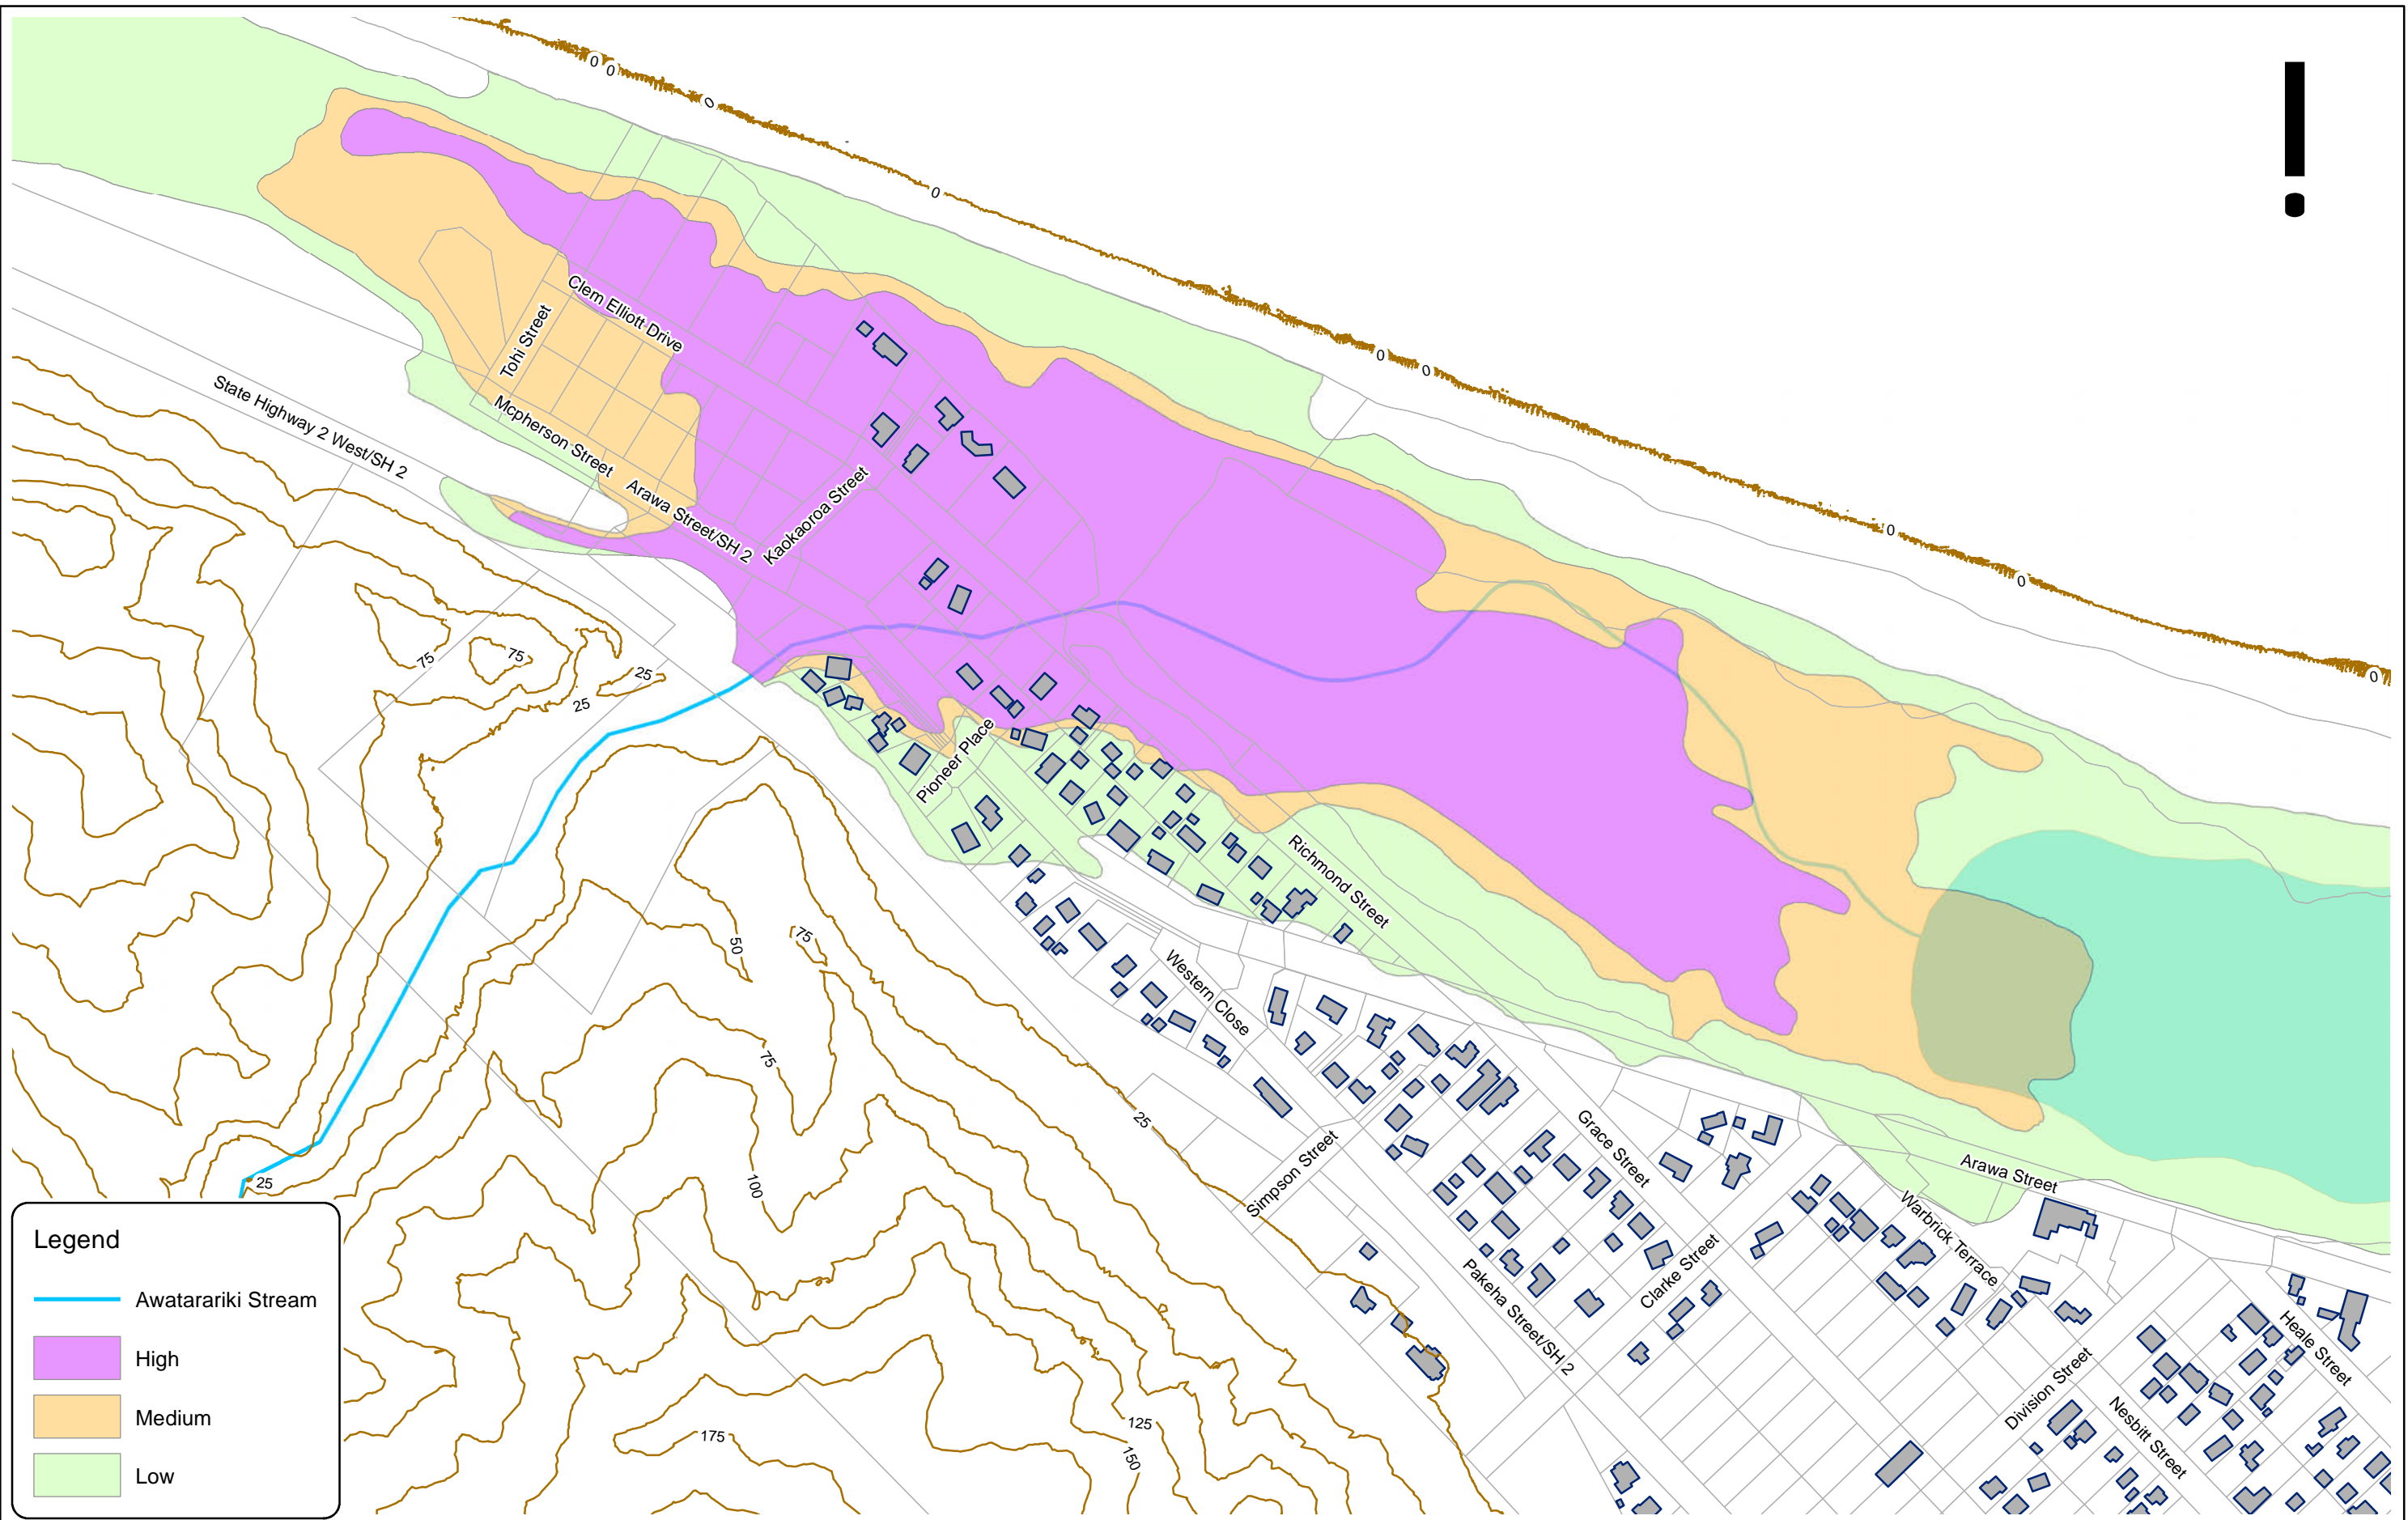 0 0
0
0
0
0
0
0
0
!
Clem Elliott Drive
Tohi Street
State Highway 2 West/SH 2
Mcpherson Street
Arawa Street/SH 2
Kaokaoroa Street
75
75
25
25
Pioneer Place
Richmond Street
50
75
Western Close
75
25
100
Simpson Street
Grace Street
Arawa Street
Warbrick Terrace
Clarke Street
Pakeha Street/SH 2
Heale Street
Division Street
Nesbitt Street
125
150
175
25
Legend
Awatarariki Stream
High
Medium
Low